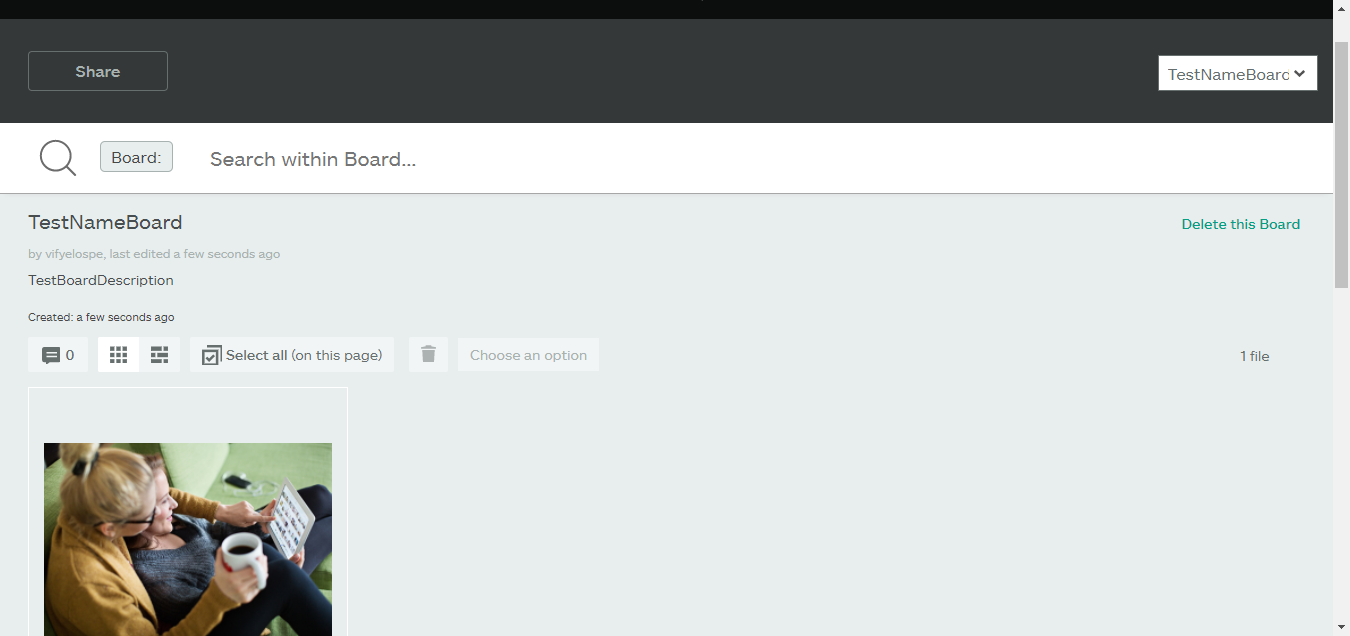 Share
TestNameBoard
Board:
Search within Board...
TestNameBoard
Delete this Board
by vifyelospe, last edited a few seconds ago
TestBoardDescription
Created: a few seconds ago
0
Select all (on this page)
Choose an option
1 file